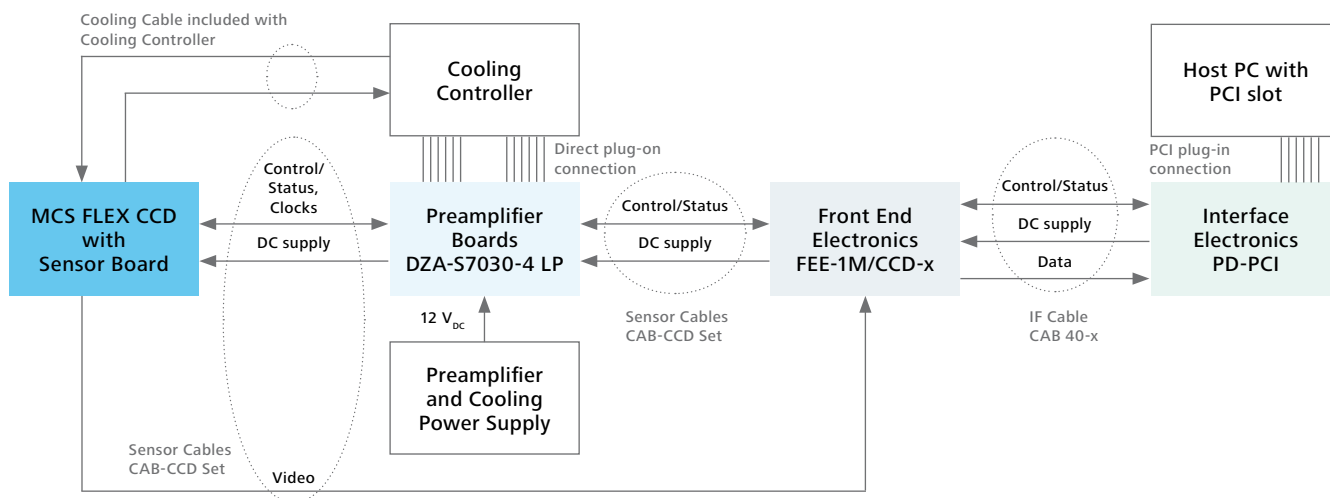 Cooling Cable included with
Cooling Controller
Cooling
Controller
Host PC with
PCI slot
Direct plug-on
connection
PCI plug-in
connection
Control/
Status,
Clocks
DC supply
MCS FLEX CCD
with
Sensor Board
Preamplifier
Boards
DZA-S7030-4 LP
Control/Status
DC supply
Front End
Electronics
FEE-1M/CCD-x
Control/Status
DC supply
Data
Interface
Electronics
PD-PCI
12 VDC
Sensor Cables
CAB-CCD Set
IF Cable
CAB 40-x
Preamplifier
and Cooling
Power Supply
Sensor Cables
CAB-CCD Set
Video